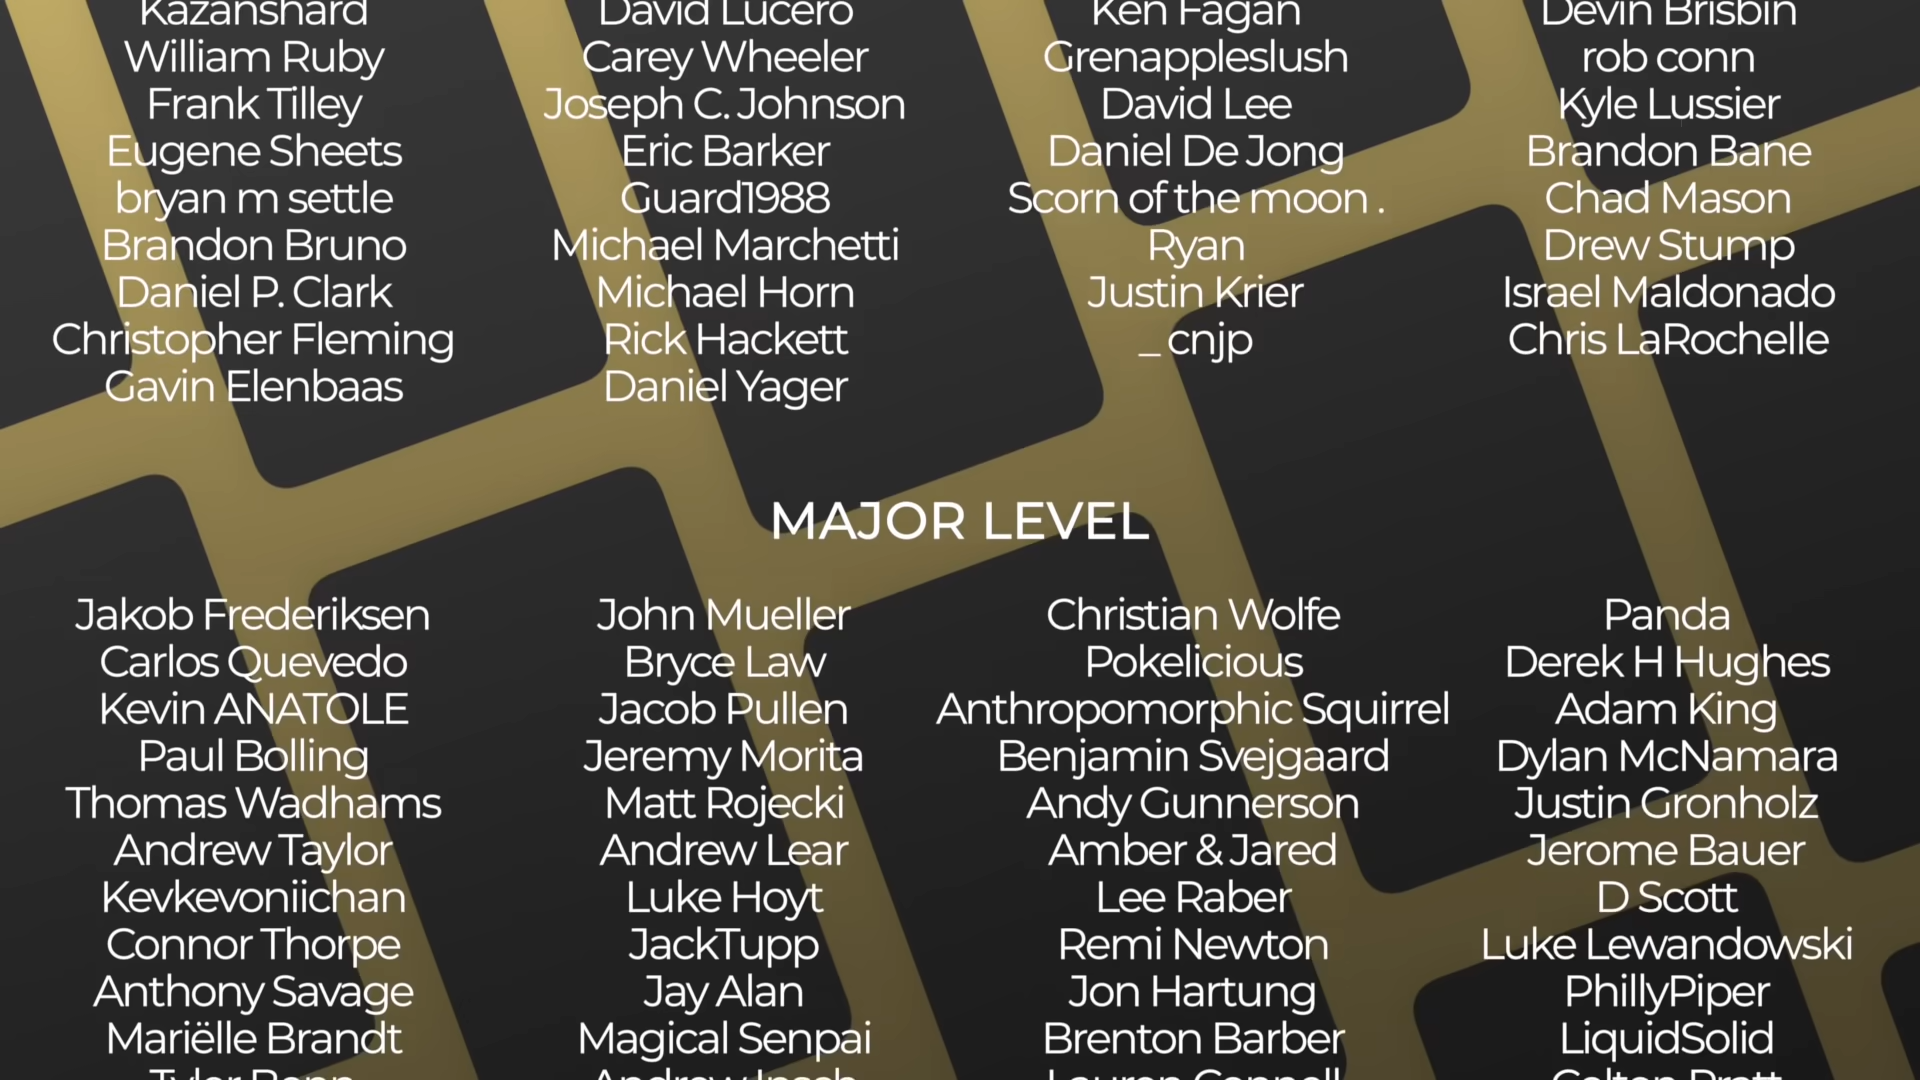 Kazanshard
William Ruby
Frank Tilley
Eugene Sheets
bryan m settle
Brandon Bruno
Daniel P. Clark
Christopher Fleming
Gavin Elenbaas
David Lucero
Carey Wheeler
Joseph C. Johnson
Eric Barker
Guard1988
Michael Marchetti
Michael Horn
Rick Hackett
Daniel Yager
Ken Fagan
Grenappleslush
David Lee
Daniel De Jong
Scorn of the moon .
Ryan
Justin Krier
_ cnjp
Devin Brisbin
rob conn
Kyle Lussier
Brandon Bane
Chad Mason
Drew Stump
Israel Maldonado
Chris LaRochelle
MAJOR LEVEL
Jakob Frederiksen
Carlos Quevedo
Kevin ANATOLE
Paul Bolling
Thomas Wadhams
Andrew Taylor
Kevkevoniichan
Connor Thorpe
Anthony Savage
Mariëlle Brandt
Tyler
John Mueller
Bryce Law
Jacob Pullen
Jeremy Morita
Matt Rojecki
Andrew Lear
Luke Hoyt
JackTupp
Jay Alan
Magical Senpai
Andrew
Christian Wolfe
Pokelicious
Anthropomorphic Squirrel
Benjamin Svejgaard
Andy Gunnerson
Amber & Jared
Lee Raber
Remi Newton
Jon Hartung
Brenton Barber
Lauren
Panda
Derek H Hughes
Adam King
Dylan McNamara
Justin Gronholz
Jerome Bauer
D Scott
Luke Lewandowski
PhillyPiper
LiquidSolid
Colton Pratt